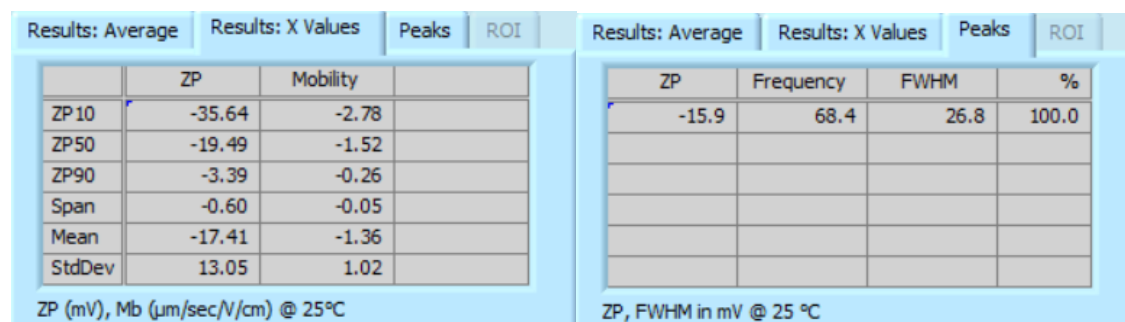 Results: Average Results: X Values Peaks ROI
ZP Mobility
ZP10 -35.64 -2.78
ZP50 -19.49 -1.52
ZP90 -3.39 -0.26
Span -0.60 -0.05
Mean -17.41 -1.36
StdDev 13.05 1.02
ZP (mV), Mb (µm/sec/V/cm) @ 25ºC
Results: Average Results: X Values Peaks ROI
ZP Frequency FWHM %
-15.9 68.4 26.8 100.0
ZP, FWHM in mV @ 25 ºC